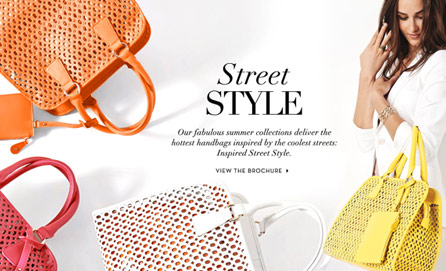 Street
STYLE
Our fabulous summer collections deliver the
hottest handbags inspired by the coolest streets:
Inspired Street Style.
VIEW THE BROCHURE